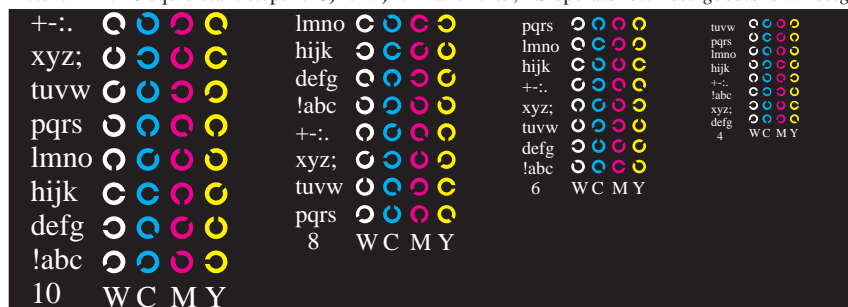 +-:.
xyz;
tuvw
pqrs
lmno
hijk
defg
!abc
10 W C M Y
lmno
hijk
defg
!abc
+-:.
xyz;
tuvw
pqrs
8 W C M Y
pqrs
lmno
hijk
+-:.
xyz;
tuvw
defg
!abc
6 W C M Y
tuvw
pqrs
lmno
hijk
+-:.
!abc
xyz;
defg
4 W C M Y